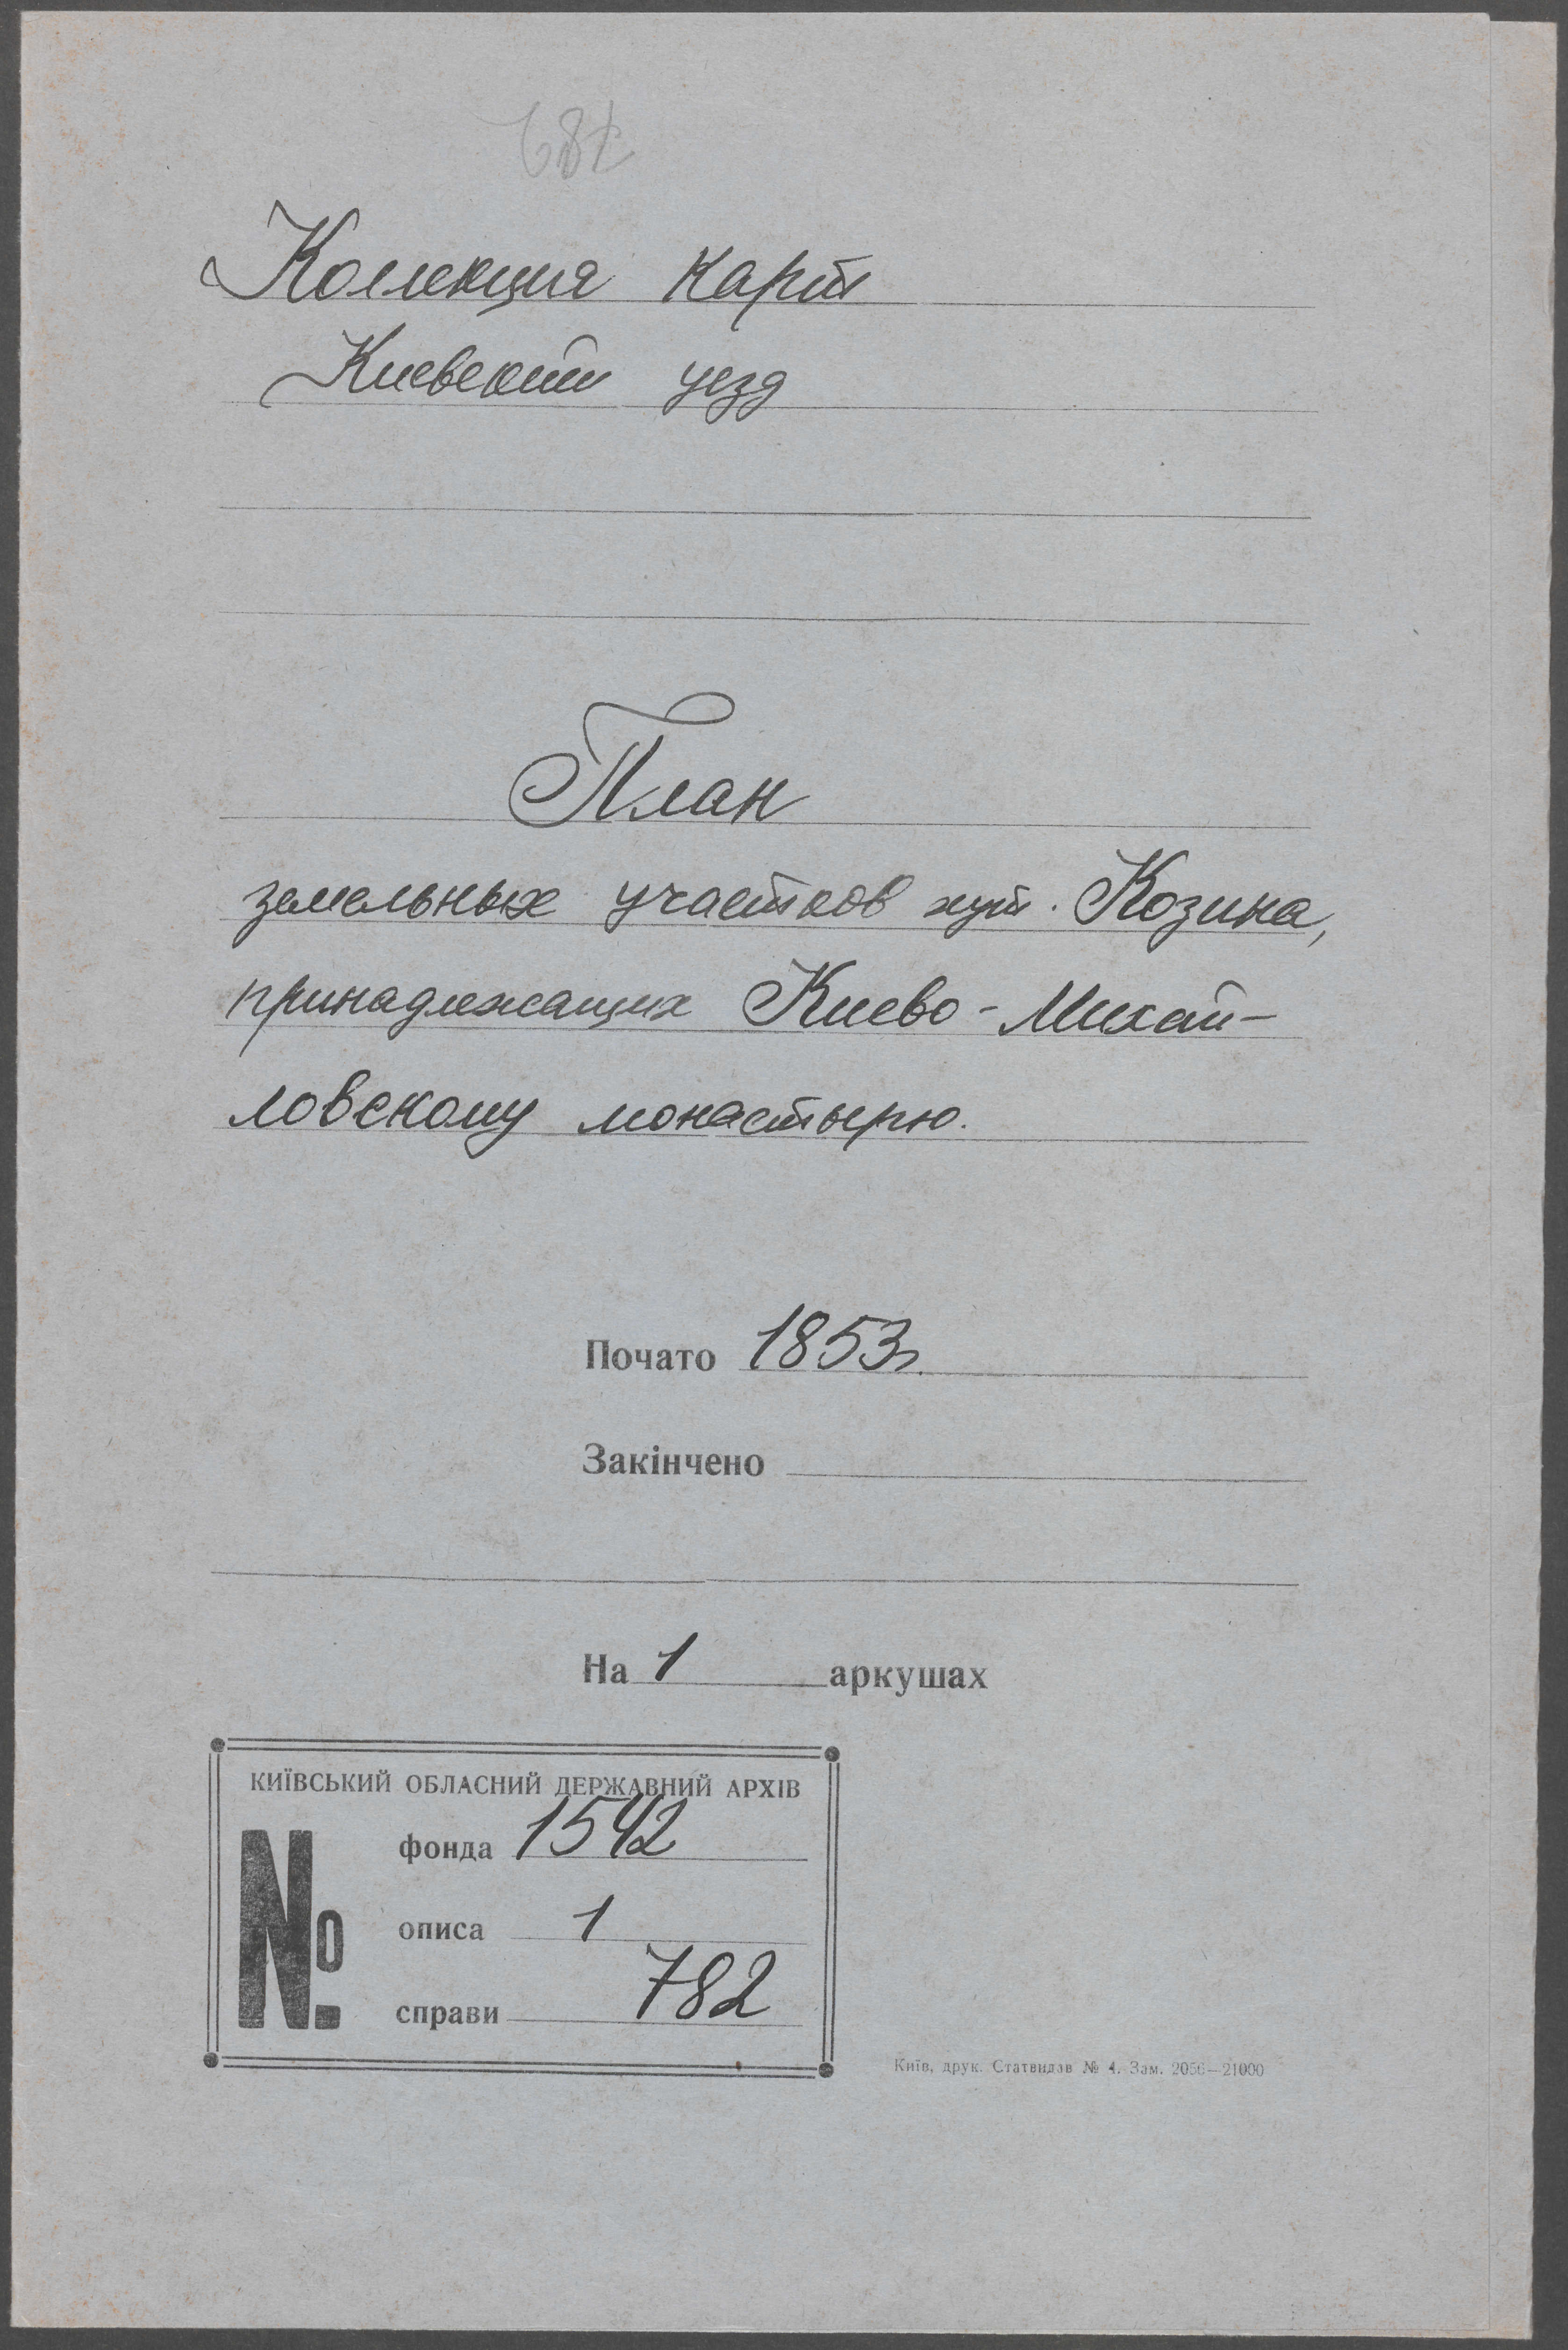 Коллекция карт
Киевский уезд
План
земельных участков хут. Козина,
принадлежащих Киево-Михай-
ловскому монастырю.
Почато 1853г.
Закінчено
На 1 аркушах
КИЇВСЬКИЙ ОБЛАСНИЙ ДЕРЖАВНИЙ АРХІВ
№ фонда 1542
описа 1
справи 782
Київ, друк. Статвидав № 4. Зам. 2056—21000